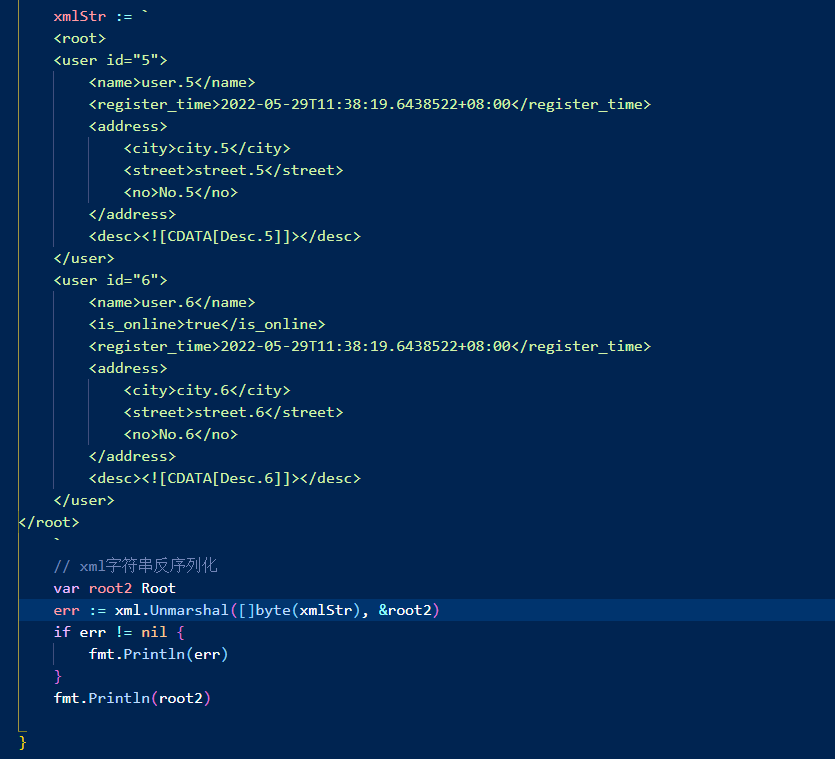 xmlStr := `
<root>
<user id="5">
<name>user.5</name>
<register_time>2022-05-29T11:38:19.6438522+08:00</register_time>
<address>
<city>city.5</city>
<street>street.5</street>
<no>No.5</no>
</address>
<desc><![CDATA[Desc.5]]></desc>
</user>
<user id="6">
<name>user.6</name>
<is_online>true</is_online>
<register_time>2022-05-29T11:38:19.6438522+08:00</register_time>
<address>
<city>city.6</city>
<street>street.6</street>
<no>No.6</no>
</address>
<desc><![CDATA[Desc.6]]></desc>
</user>
</root>
`
// xml字符串反序列化
var root2 Root
err := xml.Unmarshal([]byte(xmlStr), &root2)
if err != nil {
fmt.Println(err)
}
fmt.Println(root2)
}